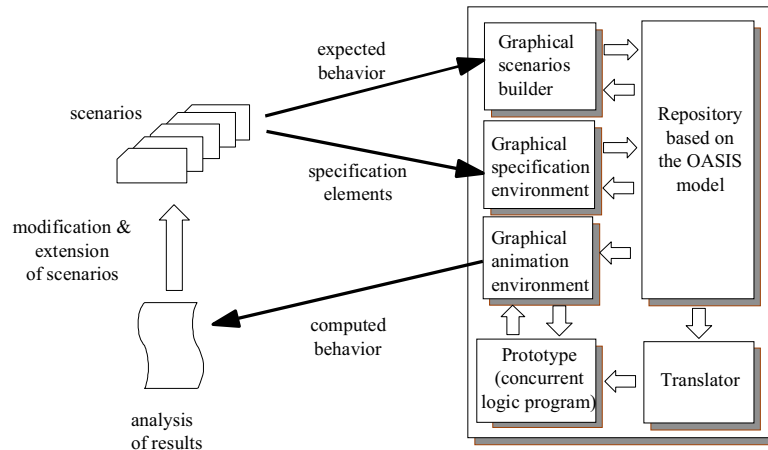 expected
behavior
scenarios
specification
elements
modification &
extension
of scenarios
computed
behavior
analysis
of results
Graphical
scenarios
builder
Graphical
specification
environment
Graphical
animation
environment
Repository
based on
the OASIS
model
Prototype
(concurrent
logic program)
Translator